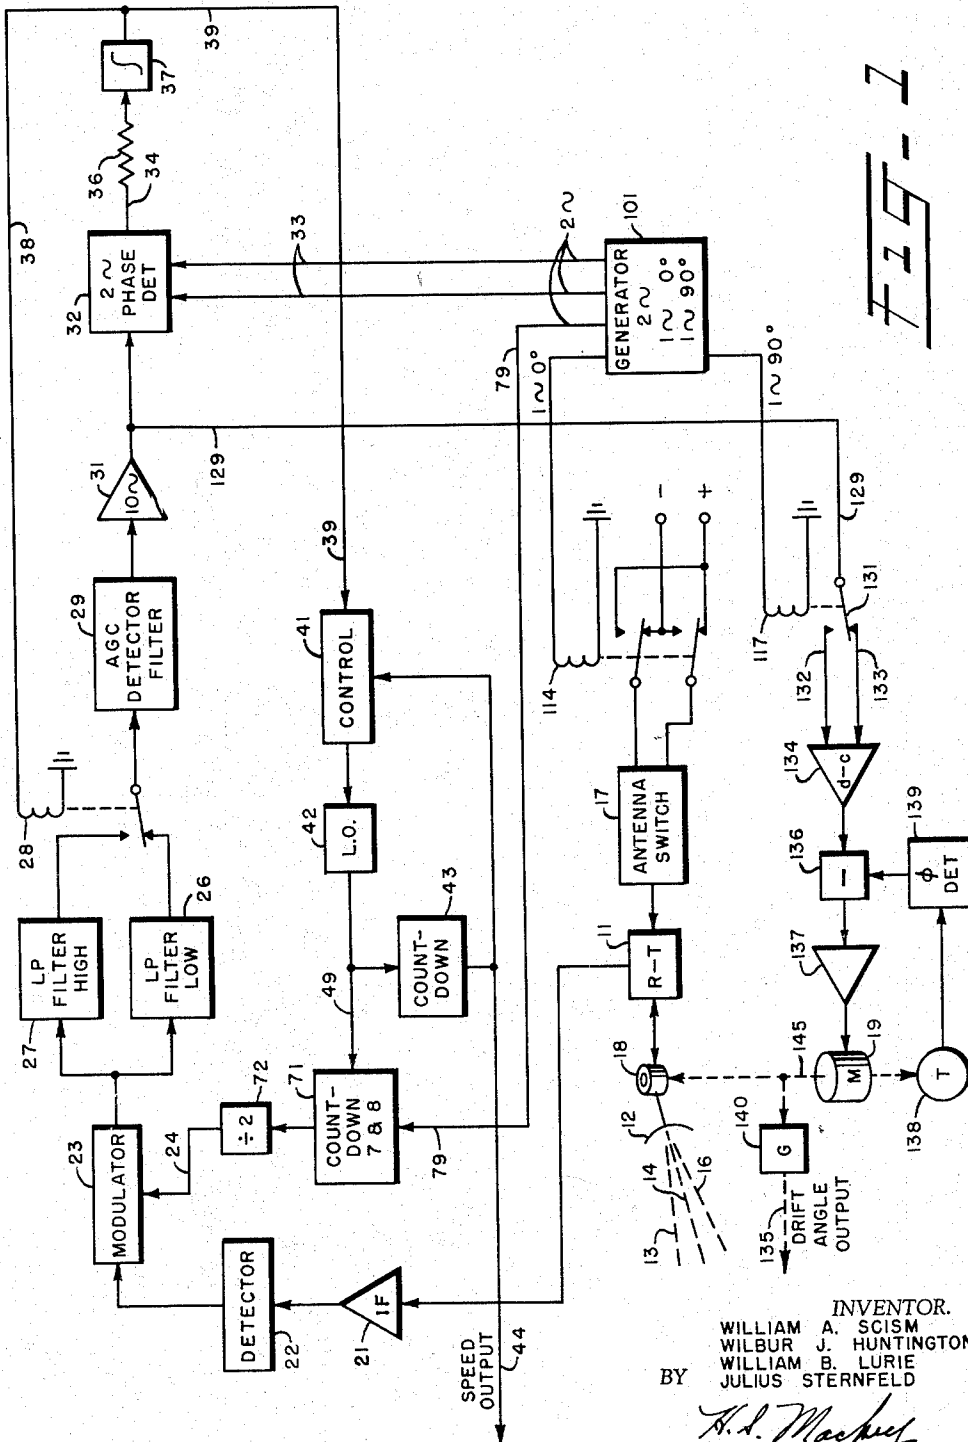 39
37
36
34
38
33
2∿
101
32
2∿
PHASE
DET
GENERATOR
2∿
1∿ 0°
1∿ 90°
79
1∿ 0°
1∿ 90°
FIG-1
31
10∿
129
39
-
+
129
29
AGC
DETECTOR
FILTER
41
CONTROL
114
117
131
132
133
28
42
L.O.
17
ANTENNA
SWITCH
134
d-c
136
-
139
Φ
DET
27
LP
FILTER
HIGH
26
LP
FILTER
LOW
43
COUNT-
DOWN
49
11
R-T
137
18
145
19
M
23
MODULATOR
24
72
÷2
71
COUNT-
DOWN
7 & 8
79
12
13
14
16
140
G
138
T
135
DRIFT
ANGLE
OUTPUT
22
DETECTOR
21
IF
SPEED
OUTPUT
44
INVENTOR.
WILLIAM A. SCISM
WILBUR J. HUNTINGTON
WILLIAM B. LURIE
BY JULIUS STERNFELD